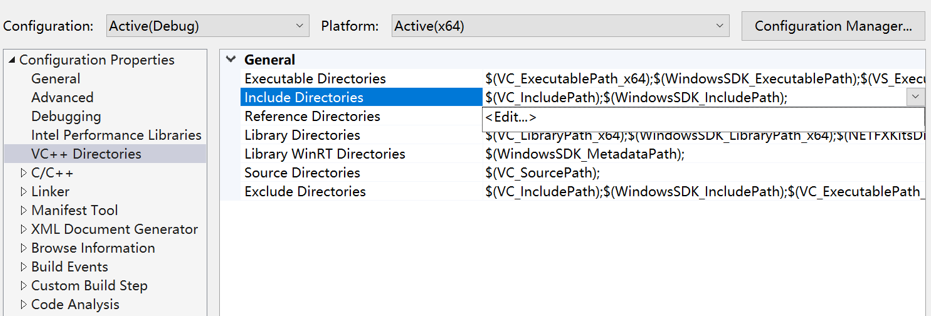 Configuration: Active(Debug) Platform: Active(x64) Configuration Manager...
Configuration Properties
General
Advanced
Debugging
Intel Performance Libraries
VC++ Directories
C/C++
Linker
Manifest Tool
XML Document Generator
Browse Information
Build Events
Custom Build Step
Code Analysis
General
Executable Directories $(VC_ExecutablePath_x64);$(WindowsSDK_ExecutablePath);$(VS_Execu
Include Directories $(VC_IncludePath);$(WindowsSDK_IncludePath);
<Edit...>
Reference Directories
Library Directories $(VC_LibraryPath_x64);$(WindowsSDK_LibraryPath_x64);$(NETFXKitsDi
Library WinRT Directories $(WindowsSDK_MetadataPath);
Source Directories $(VC_SourcePath);
Exclude Directories $(VC_IncludePath);$(WindowsSDK_IncludePath);$(VC_ExecutablePath_